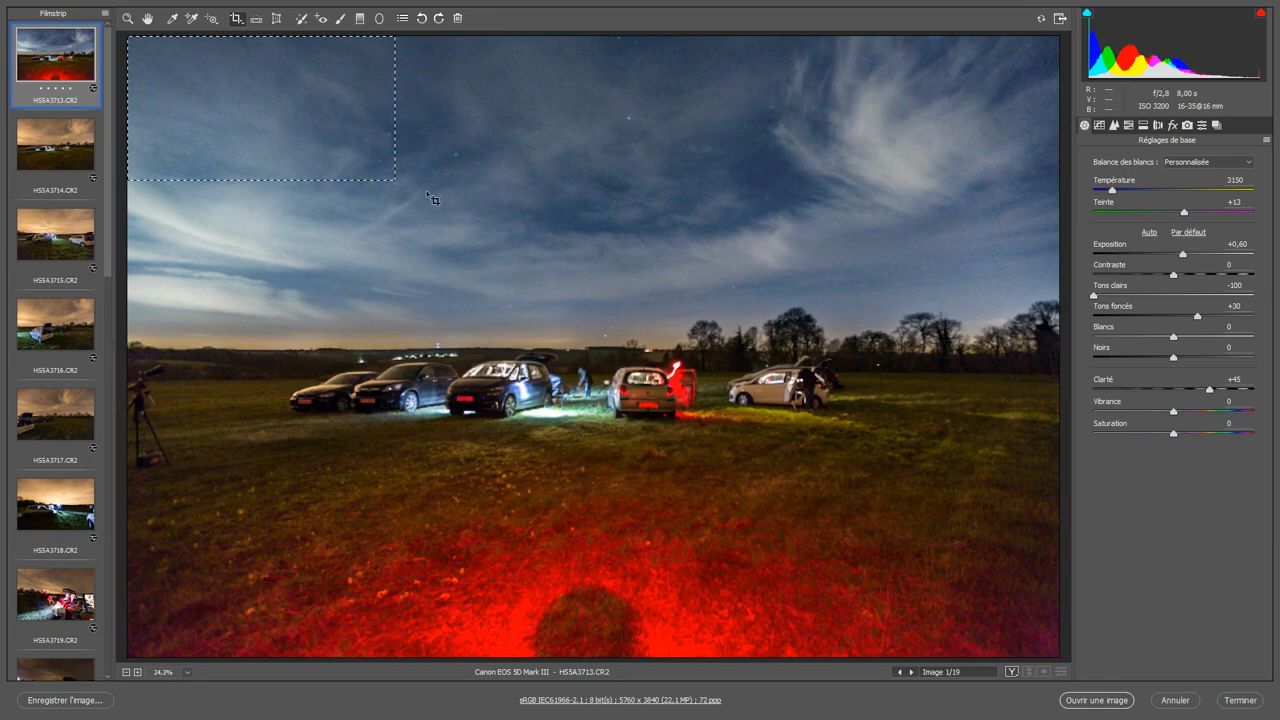 Filmstrip
HS5A3713.CR2
HS5A3714.CR2
HS5A3715.CR2
HS5A3716.CR2
HS5A3717.CR2
HS5A3718.CR2
HS5A3719.CR2
24,3%
Canon EOS 5D Mark III - HS5A3713.CR2
Image 1/19
Y
R : ---
V : ---
B : ---
f/2,8 8,00 s
ISO 3200 16-35@16 mm
fx
Réglages de base
Balance des blancs : Personnalisée
Température 3150
Teinte +13
Auto Par défaut
Exposition +0,60
Contraste 0
Tons clairs -100
Tons foncés +30
Blancs 0
Noirs 0
Clarté +45
Vibrance 0
Saturation 0
Enregistrer l'image...
sRGB IEC61966-2.1 ; 8 bit(s) ; 5760 x 3840 (22.1 MP) ; 72 ppp
Ouvrir une image
Annuler
Terminer